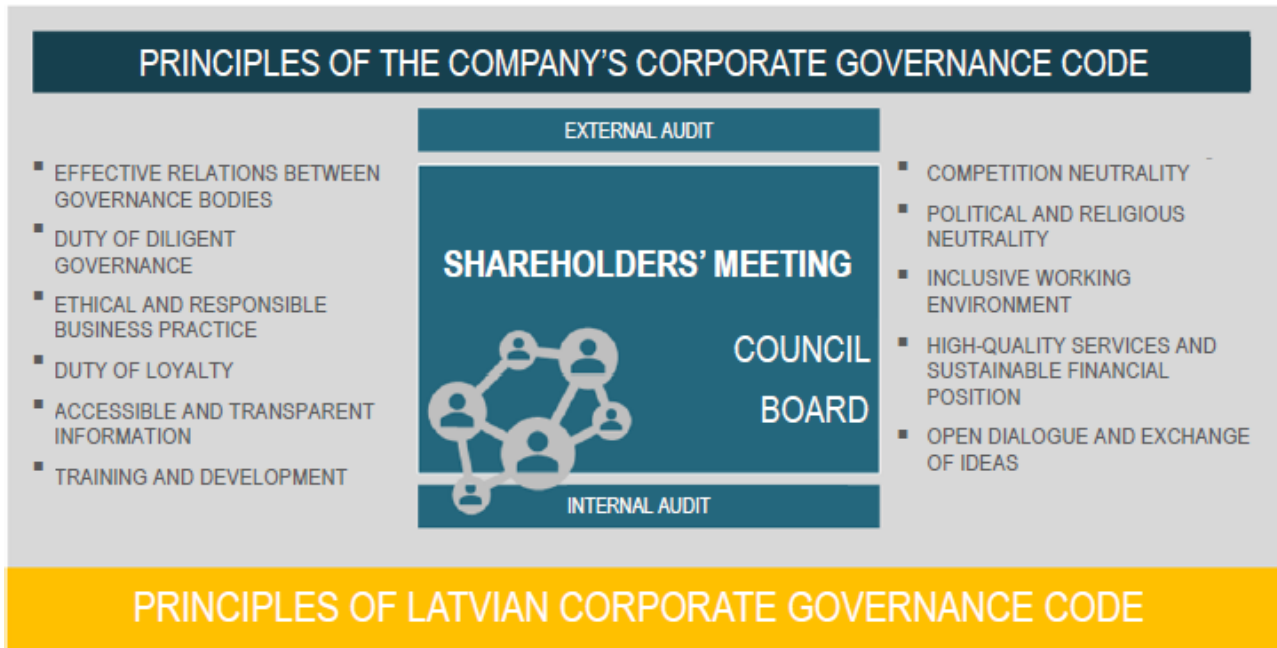 PRINCIPLES OF THE COMPANY'S CORPORATE GOVERNANCE CODE
▪ EFFECTIVE RELATIONS BETWEEN
GOVERNANCE BODIES
▪ DUTY OF DILIGENT
GOVERNANCE
▪ ETHICAL AND RESPONSIBLE
BUSINESS PRACTICE
▪ DUTY OF LOYALTY
▪ ACCESSIBLE AND TRANSPARENT
INFORMATION
▪ TRAINING AND DEVELOPMENT
EXTERNAL AUDIT
SHAREHOLDERS' MEETING
COUNCIL
BOARD
INTERNAL AUDIT
▪ COMPETITION NEUTRALITY
▪ POLITICAL AND RELIGIOUS
NEUTRALITY
▪ INCLUSIVE WORKING
ENVIRONMENT
▪ HIGH-QUALITY SERVICES AND
SUSTAINABLE FINANCIAL
POSITION
▪ OPEN DIALOGUE AND EXCHANGE
OF IDEAS
PRINCIPLES OF LATVIAN CORPORATE GOVERNANCE CODE